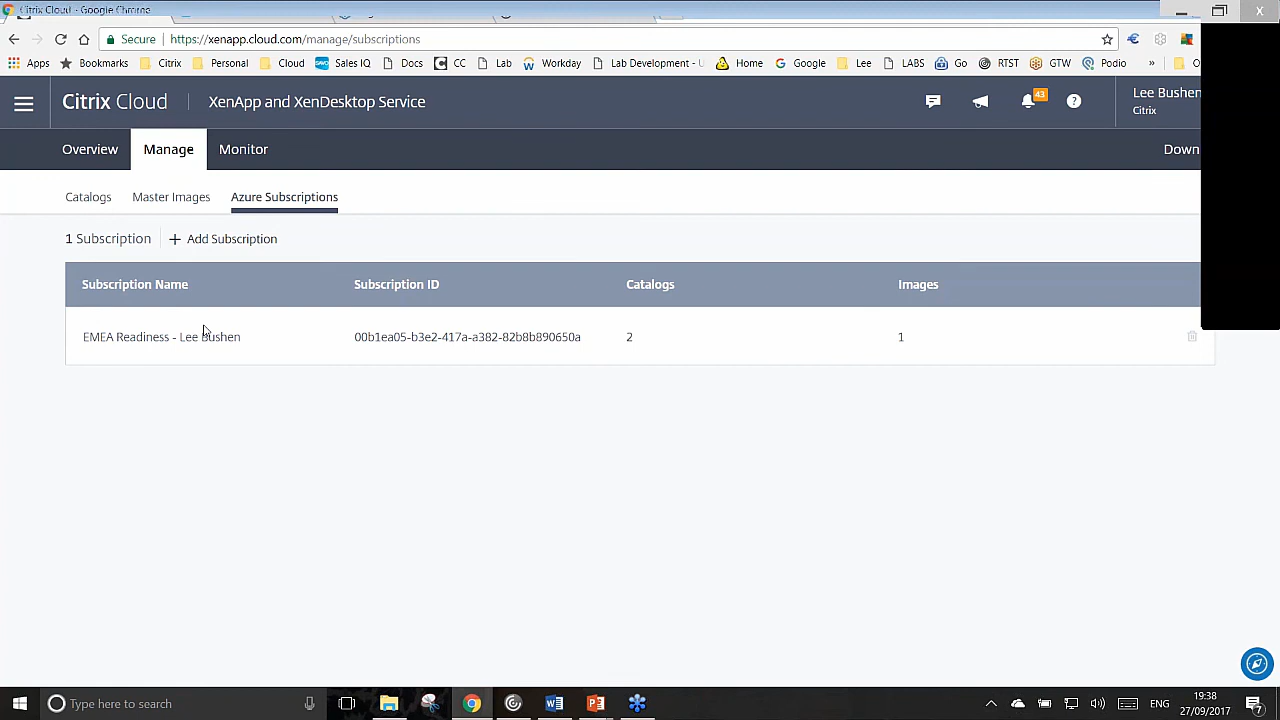 Citrix Cloud - Google Chrome
Secure https://xenapp.cloud.com/manage/subscriptions
Apps Bookmarks Citrix Personal Cloud Sales IQ Docs CC Lab Workday Lab Development - Home Google Lee LABS Go RTST GTW Podio »
Citrix Cloud XenApp and XenDesktop Service 43 ? Lee Bushen
Citrix
Overview Manage Monitor Down
Catalogs Master Images Azure Subscriptions
1 Subscription + Add Subscription
Subscription Name Subscription ID Catalogs Images
EMEA Readiness - Lee Bushen 00b1ea05-b3e2-417a-a382-82b8b890650a 2 1
Type here to search ENG 19:38
27/09/2017 7